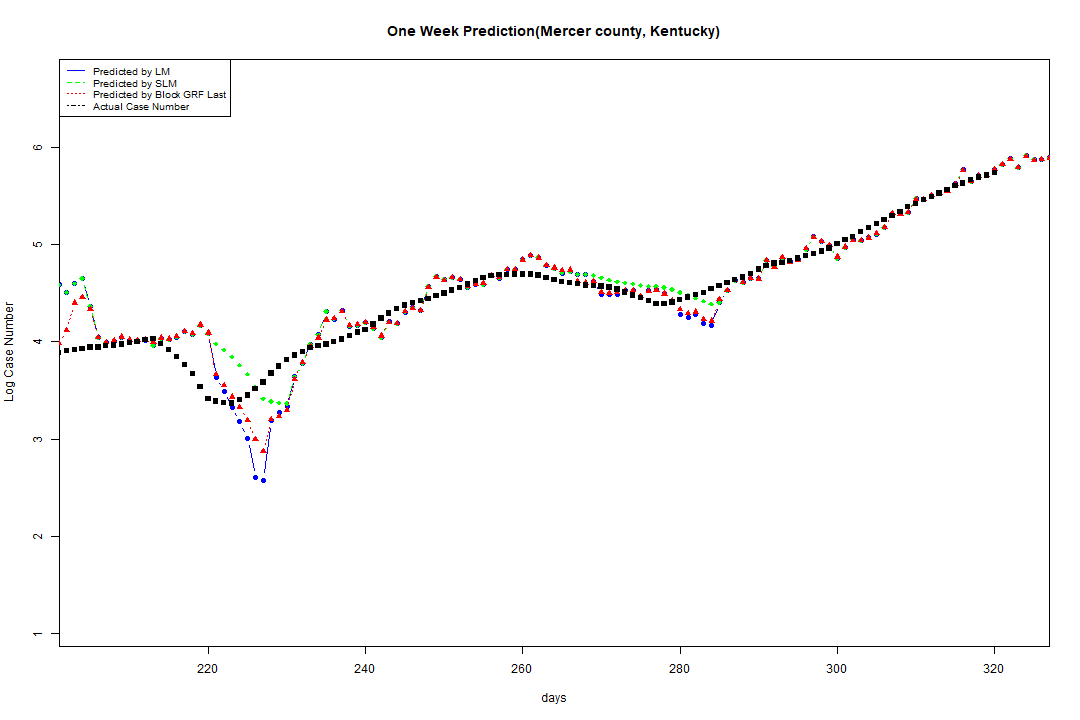 One Week Prediction(Mercer county, Kentucky)
Predicted by LM
Predicted by SLM
Predicted by Block GRF Last
Actual Case Number
6
5
4
3
2
1
Log Case Number
220 240 260 280 300 320
days